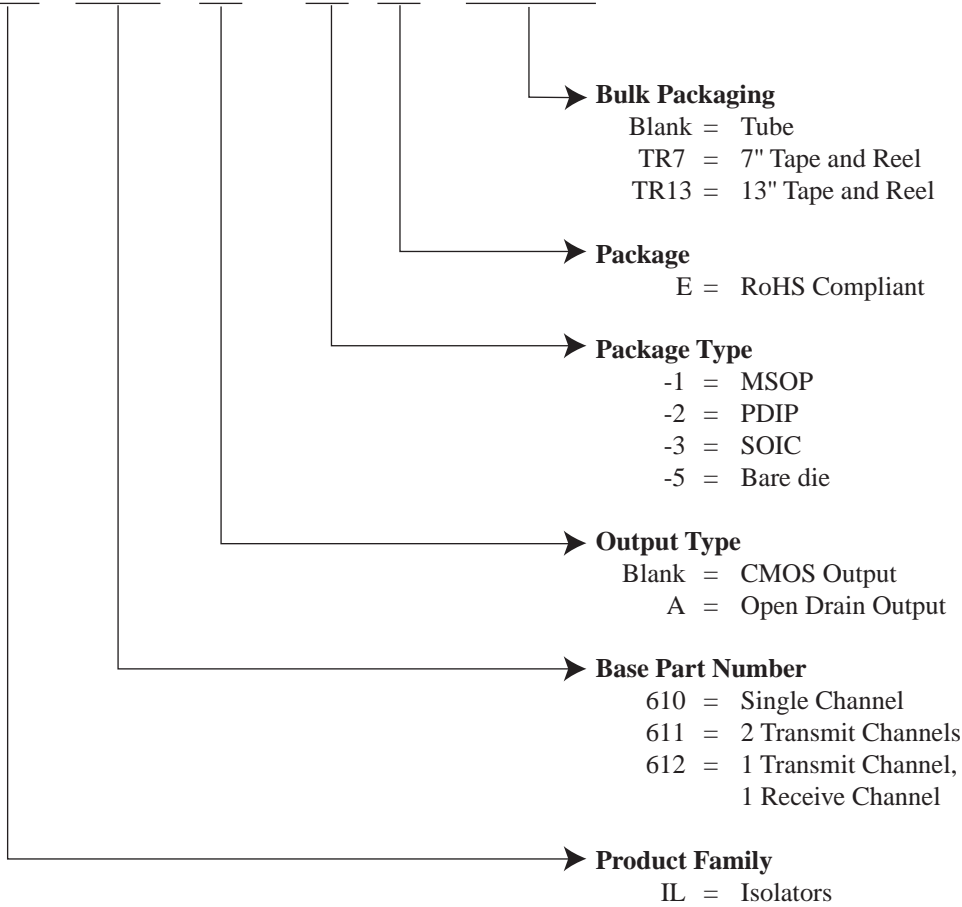 Bulk Packaging
Blank = Tube
TR7 = 7" Tape and Reel
TR13 = 13" Tape and Reel
Package
E = RoHS Compliant
Package Type
-1 = MSOP
-2 = PDIP
-3 = SOIC
-5 = Bare die
Output Type
Blank = CMOS Output
A = Open Drain Output
Base Part Number
610 = Single Channel
611 = 2 Transmit Channels
612 = 1 Transmit Channel,
1 Receive Channel
Product Family
IL = Isolators